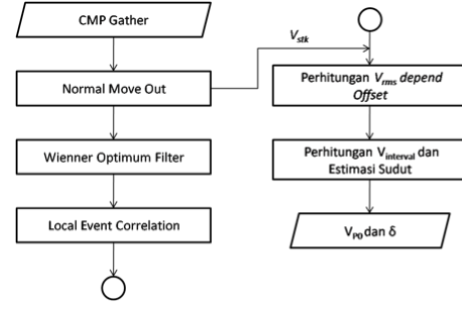 CMP Gather
Normal Move Out
Wienner Optimum Filter
Local Event Correlation
Vstk
Perhitungan Vrms depend
Offset
Perhitungan Vinterval dan
Estimasi Sudut
VP0 dan δ